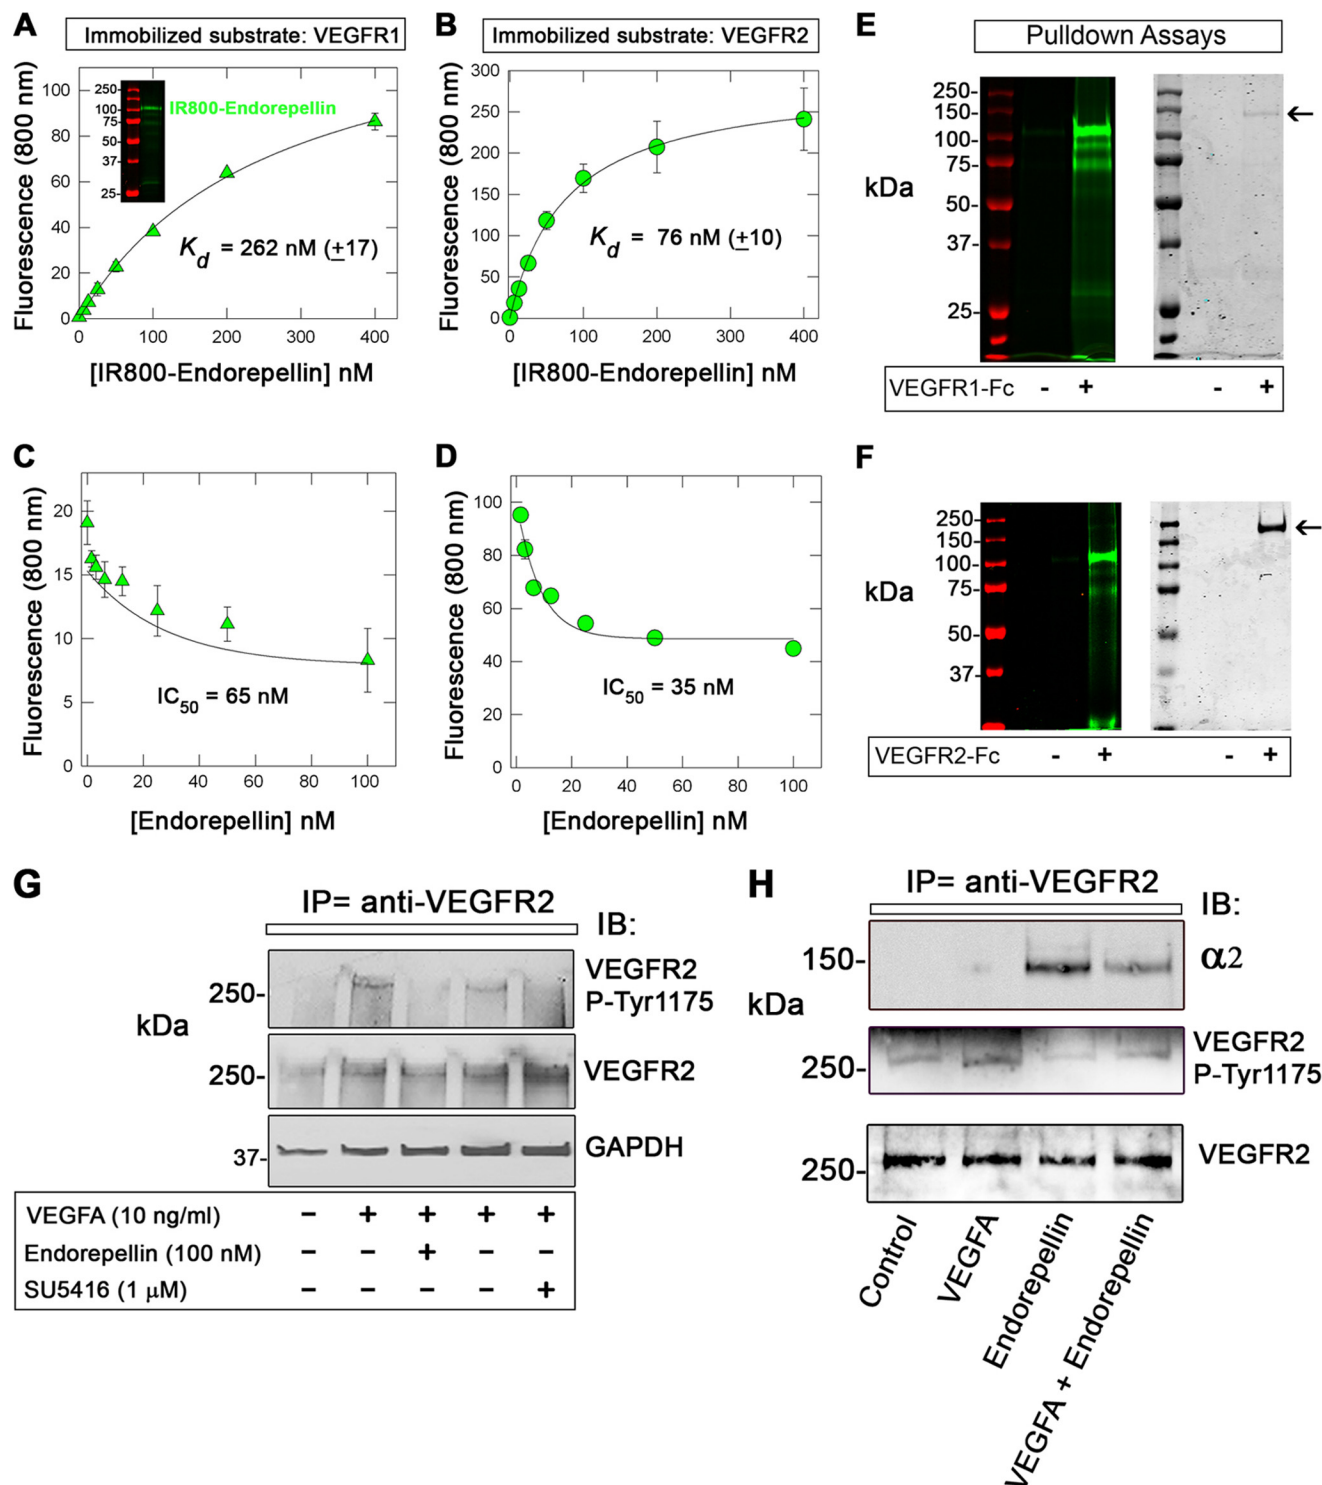 A
Immobilized substrate: VEGFR1
Fluorescence (800 nm)
100
80
60
40
20
0
250-
100-
75-
50-
37-
25-
IR800-Endorepellin
Kd = 262 nM (±17)
0 100 200 300 400
[IR800-Endorepellin] nM
B
Immobilized substrate: VEGFR2
Fluorescence (800 nm)
300
250
200
150
100
50
0
Kd = 76 nM (±10)
0 100 200 300 400
[IR800-Endorepellin] nM
E
Pulldown Assays
kDa
250-
150-
100-
75-
50-
37-
25-
←
VEGFR1-Fc - + - +
C
Fluorescence (800 nm)
20
15
10
5
0
IC50 = 65 nM
0 20 40 60 80 100
[Endorepellin] nM
D
Fluorescence (800 nm)
100
80
60
40
20
0
IC50 = 35 nM
0 20 40 60 80 100
[Endorepellin] nM
F
kDa
250-
150-
100-
75-
50-
37-
←
VEGFR2-Fc - + - +
G
IP= anti-VEGFR2
IB:
kDa
250-
VEGFR2
P-Tyr1175
250-
VEGFR2
37-
GAPDH
VEGFA (10 ng/ml) – + + + +
Endorepellin (100 nM) – – + – –
SU5416 (1 µM) – – – – +
H
IP= anti-VEGFR2
IB:
150-
α2
kDa
250-
VEGFR2
P-Tyr1175
250-
VEGFR2
Control
VEGFA
Endorepellin
VEGFA + Endorepellin